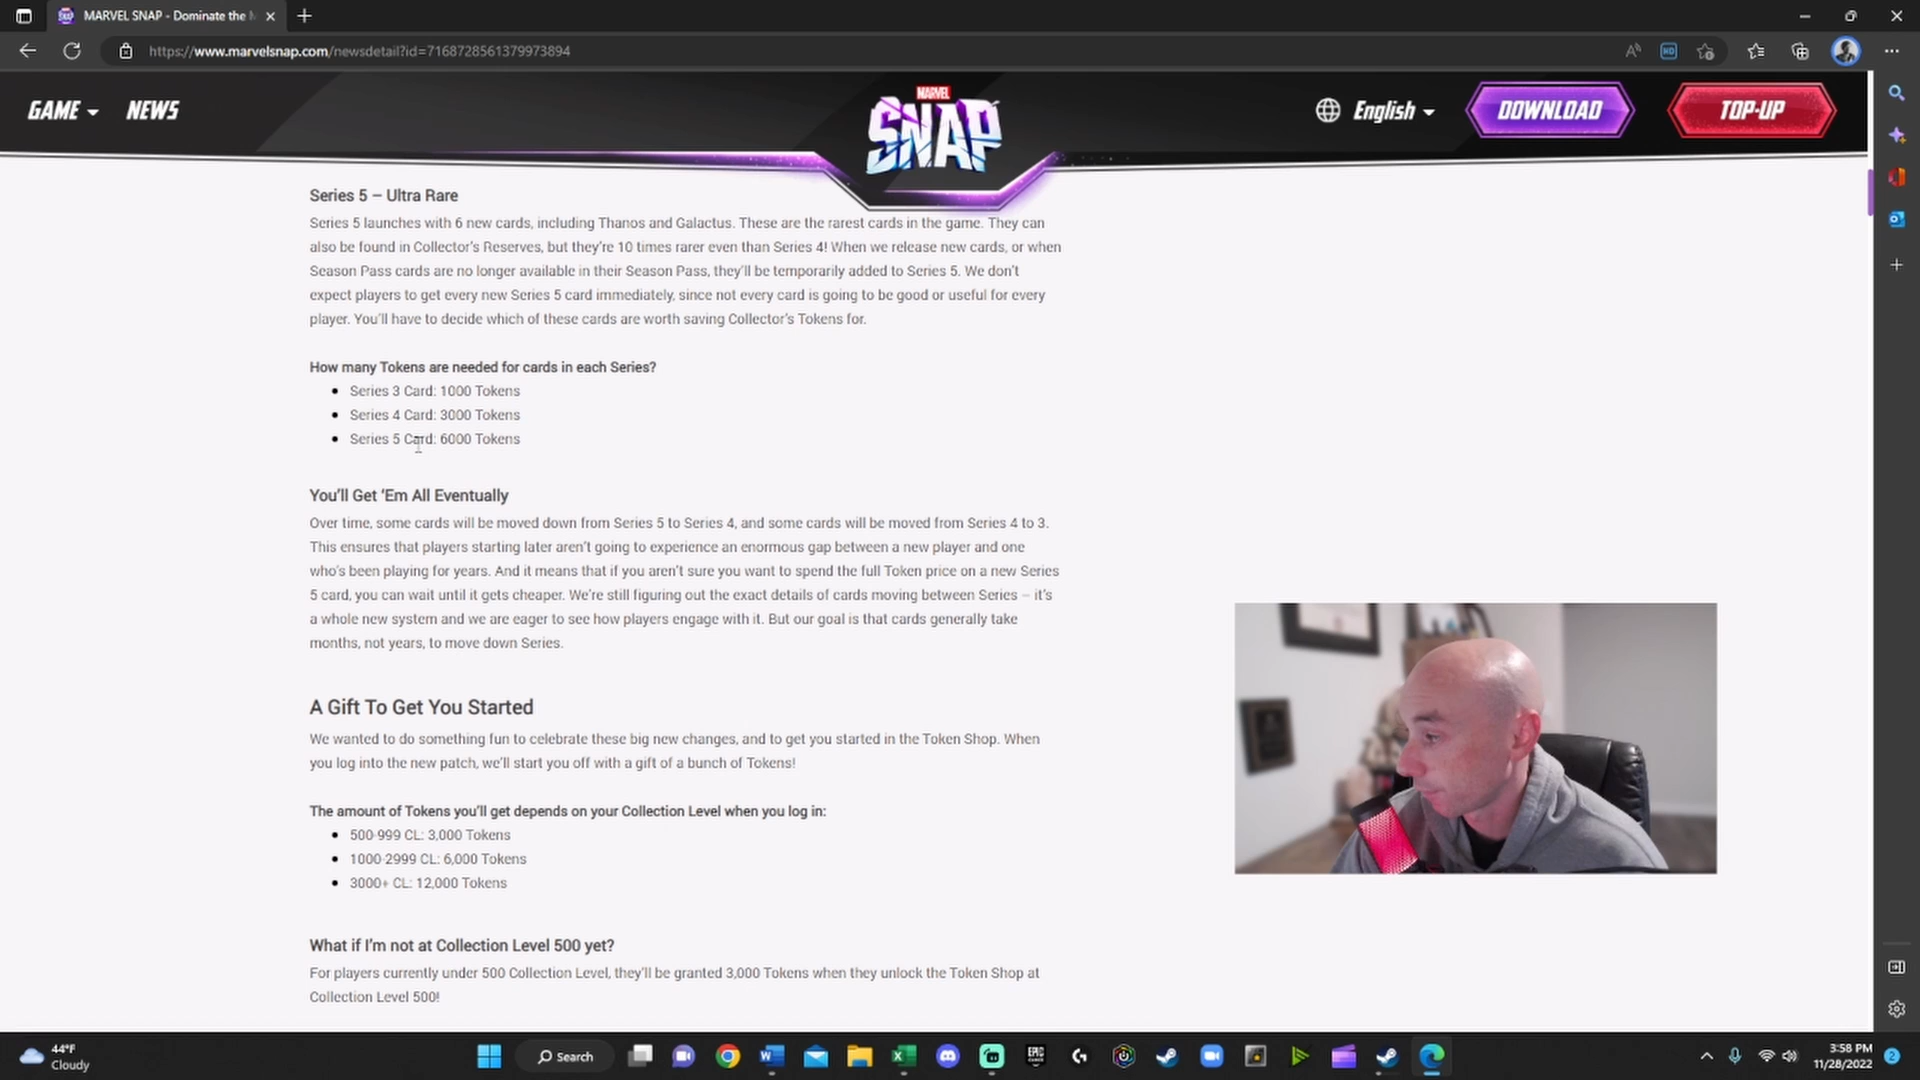 MARVEL SNAP - Dominate the
https://www.marvelsnap.com/newsdetail?id=7168728561379973894
GAME NEWS
MARVEL
SNAP
English
DOWNLOAD
TOP-UP
Series 5 – Ultra Rare
Series 5 launches with 6 new cards, including Thanos and Galactus. These are the rarest cards in the game. They can
also be found in Collector's Reserves, but they're 10 times rarer even than Series 4! When we release new cards, or when
Season Pass cards are no longer available in their Season Pass, they'll be temporarily added to Series 5. We don't
expect players to get every new Series 5 card immediately, since not every card is going to be good or useful for every
player. You'll have to decide which of these cards are worth saving Collector's Tokens for.
How many Tokens are needed for cards in each Series?
Series 3 Card: 1000 Tokens
Series 4 Card: 3000 Tokens
Series 5 Card: 6000 Tokens
You'll Get 'Em All Eventually
Over time, some cards will be moved down from Series 5 to Series 4, and some cards will be moved from Series 4 to 3.
This ensures that players starting later aren't going to experience an enormous gap between a new player and one
who's been playing for years. And it means that if you aren't sure you want to spend the full Token price on a new Series
5 card, you can wait until it gets cheaper. We're still figuring out the exact details of cards moving between Series – it's
a whole new system and we are eager to see how players engage with it. But our goal is that cards generally take
months, not years, to move down Series.
A Gift To Get You Started
We wanted to do something fun to celebrate these big new changes, and to get you started in the Token Shop. When
you log into the new patch, we'll start you off with a gift of a bunch of Tokens!
The amount of Tokens you'll get depends on your Collection Level when you log in:
500-999 CL: 3,000 Tokens
1000-2999 CL: 6,000 Tokens
3000+ CL: 12,000 Tokens
What if I'm not at Collection Level 500 yet?
For players currently under 500 Collection Level, they'll be granted 3,000 Tokens when they unlock the Token Shop at
Collection Level 500!
44°F
Cloudy
Search
EPIC
3:58 PM
11/28/2022
2